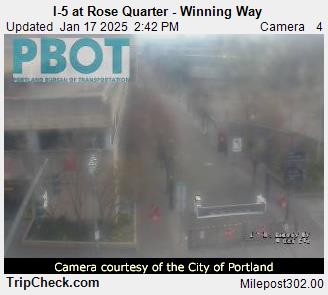 I-5 at Rose Quarter - Winning Way
Updated Jan 17 2025 2:42 PM Camera 4
PBOT
PORTLAND BUREAU OF TRANSPORTATION
Camera courtesy of the City of Portland
TripCheck.com Milepost302.00